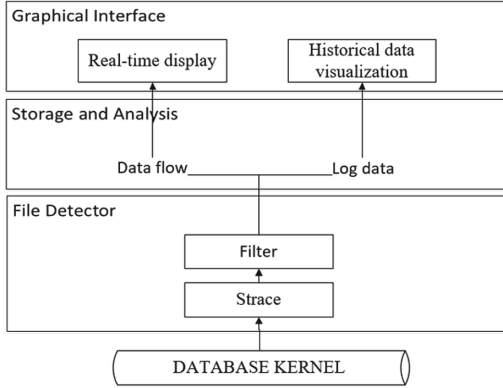 Graphical Interface
Real-time display
Historical data
visualization
Storage and Analysis
Data flow
Log data
File Detector
Filter
Strace
DATABASE KERNEL